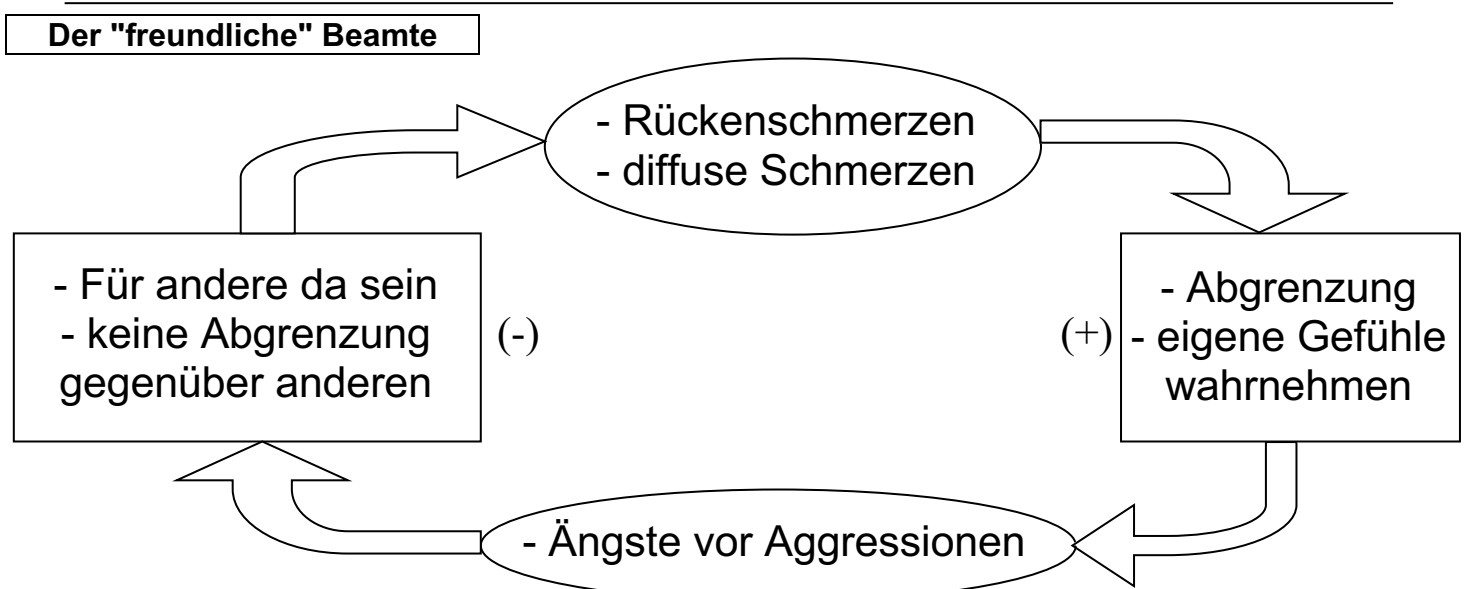 Der "freundliche" Beamte
- Rückenschmerzen
- diffuse Schmerzen
- Für andere da sein
- keine Abgrenzung
gegenüber anderen
(-)
(+)
- Abgrenzung
- eigene Gefühle
wahrnehmen
- Ängste vor Aggressionen